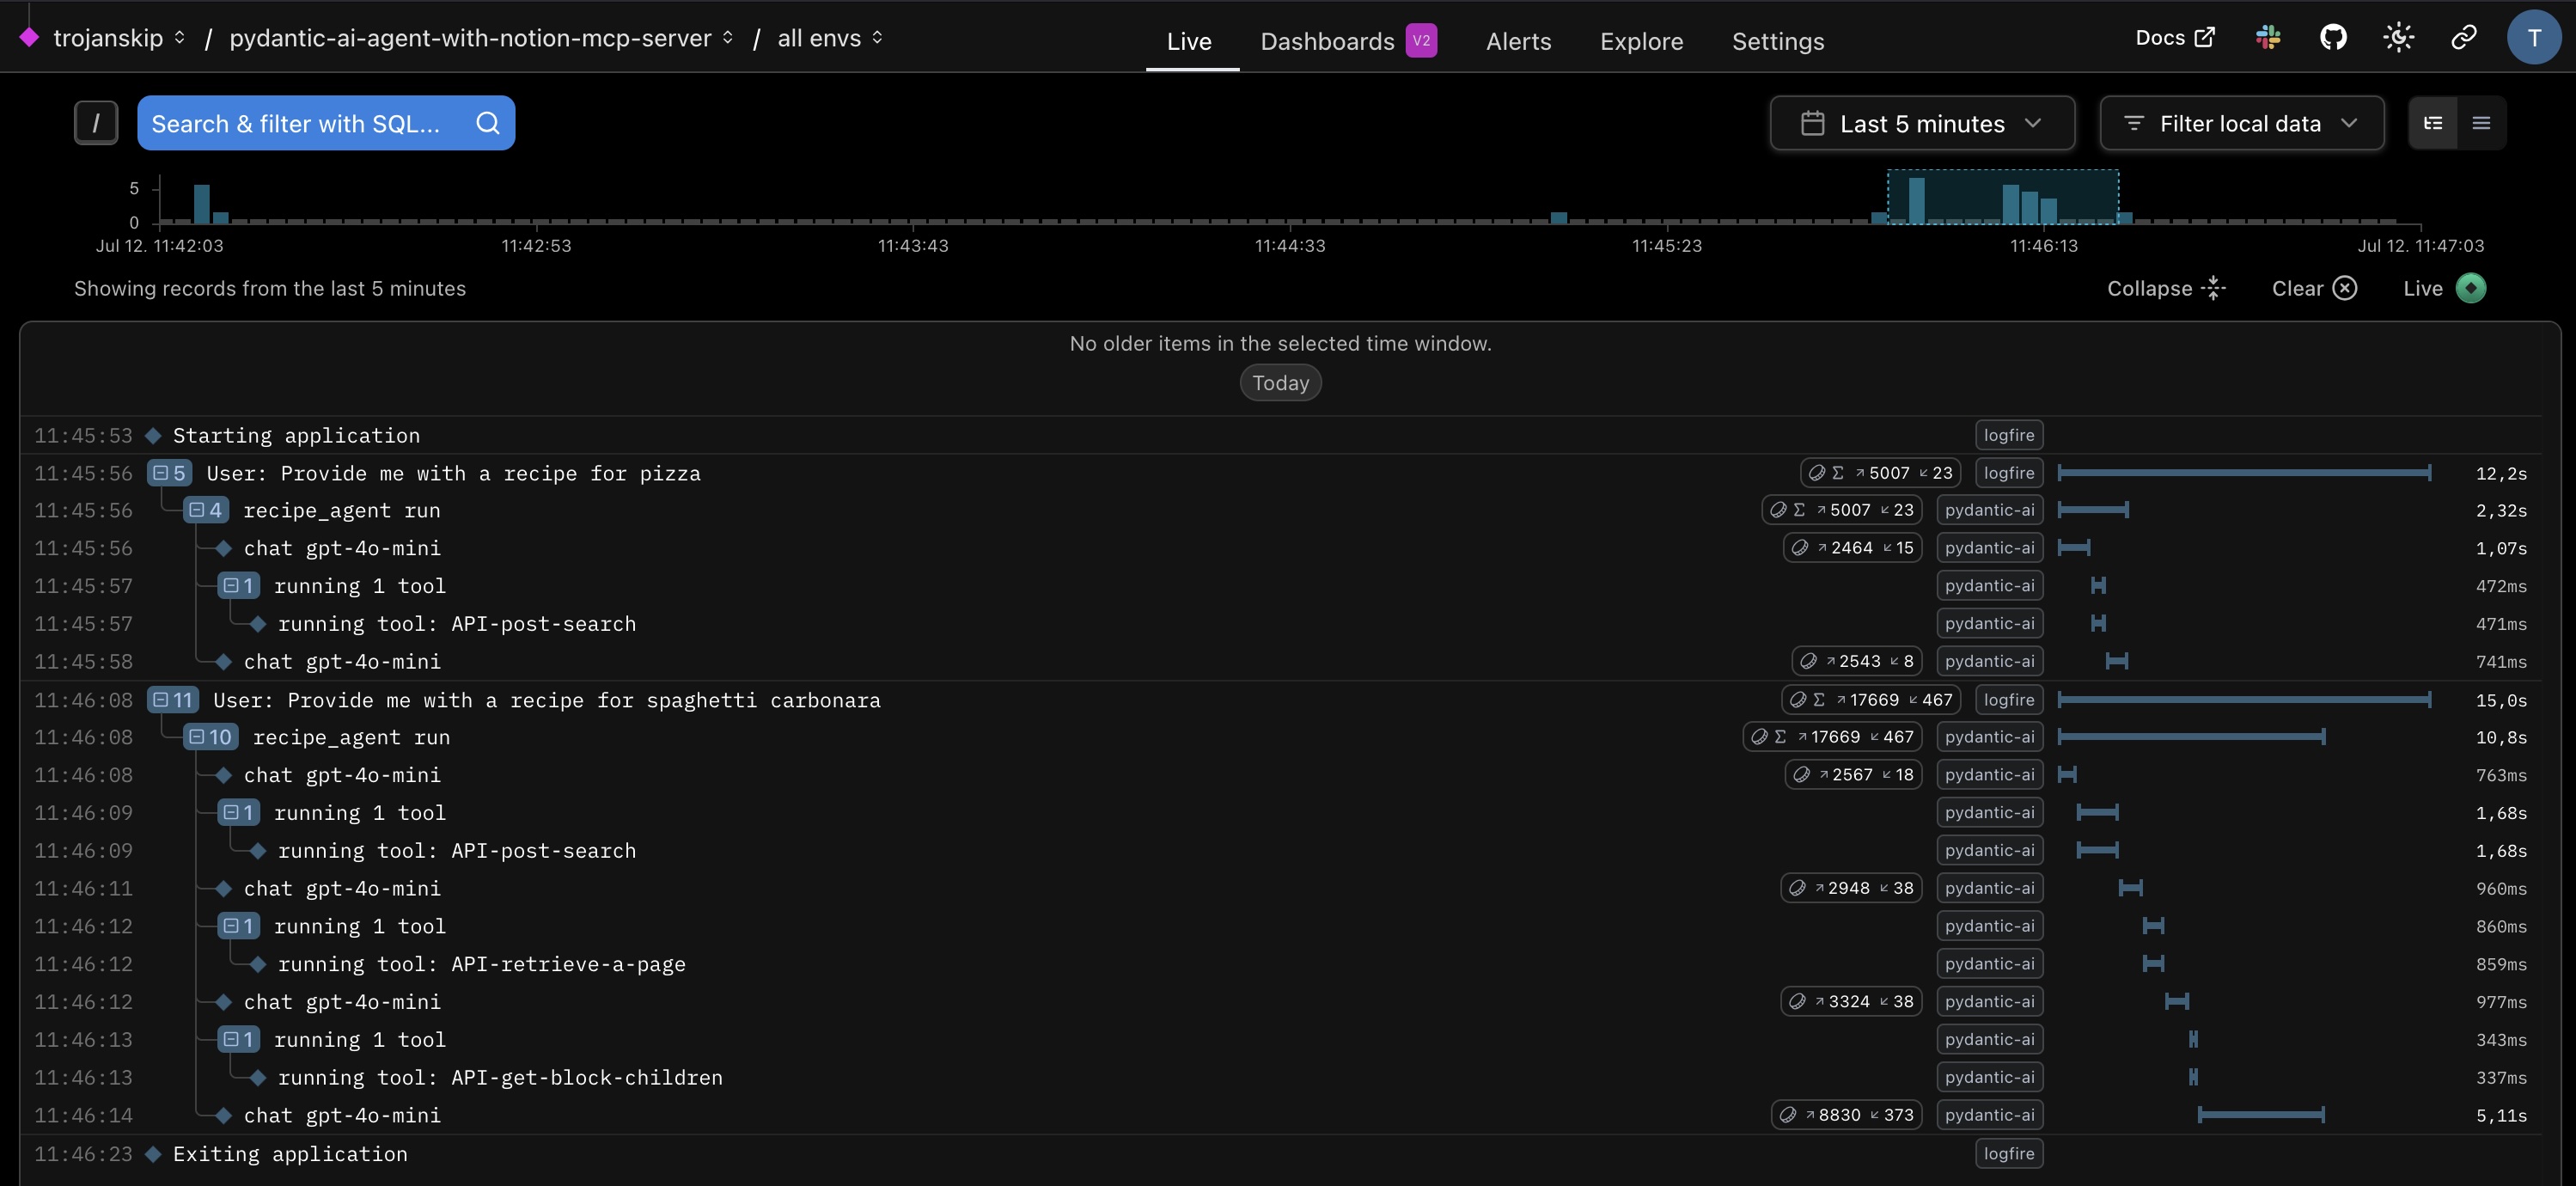 trojanskip / pydantic-ai-agent-with-notion-mcp-server / all envs Live Dashboards V2 Alerts Explore Settings Docs T
/ Search & filter with SQL... Last 5 minutes Filter local data
5
0
Jul 12. 11:42:03 11:42:53 11:43:43 11:44:33 11:45:23 11:46:13 Jul 12. 11:47:03
Showing records from the last 5 minutes Collapse Clear Live
No older items in the selected time window.
Today
11:45:53 Starting application logfire
11:45:56 5 User: Provide me with a recipe for pizza Σ ↗5007 ↙23 logfire 12,2s
11:45:56 4 recipe_agent run Σ ↗5007 ↙23 pydantic-ai 2,32s
11:45:56 chat gpt-4o-mini ↗2464 ↙15 pydantic-ai 1,07s
11:45:57 1 running 1 tool pydantic-ai 472ms
11:45:57 running tool: API-post-search pydantic-ai 471ms
11:45:58 chat gpt-4o-mini ↗2543 ↙8 pydantic-ai 741ms
11:46:08 11 User: Provide me with a recipe for spaghetti carbonara Σ ↗17669 ↙467 logfire 15,0s
11:46:08 10 recipe_agent run Σ ↗17669 ↙467 pydantic-ai 10,8s
11:46:08 chat gpt-4o-mini ↗2567 ↙18 pydantic-ai 763ms
11:46:09 1 running 1 tool pydantic-ai 1,68s
11:46:09 running tool: API-post-search pydantic-ai 1,68s
11:46:11 chat gpt-4o-mini ↗2948 ↙38 pydantic-ai 960ms
11:46:12 1 running 1 tool pydantic-ai 860ms
11:46:12 running tool: API-retrieve-a-page pydantic-ai 859ms
11:46:12 chat gpt-4o-mini ↗3324 ↙38 pydantic-ai 977ms
11:46:13 1 running 1 tool pydantic-ai 343ms
11:46:13 running tool: API-get-block-children pydantic-ai 337ms
11:46:14 chat gpt-4o-mini ↗8830 ↙373 pydantic-ai 5,11s
11:46:23 Exiting application logfire